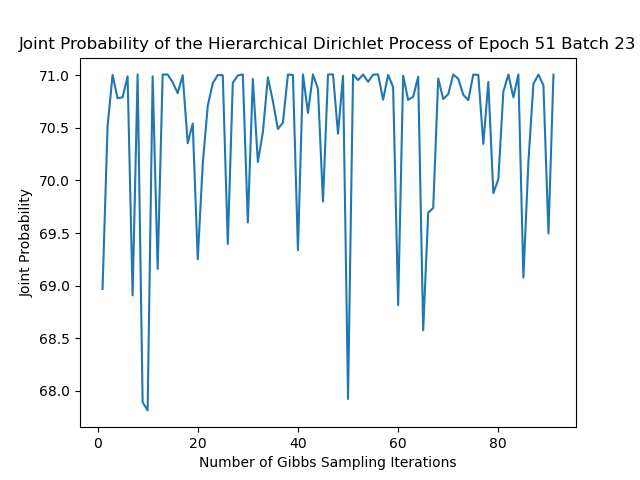 Joint Probability of the Hierarchical Dirichlet Process of Epoch 51 Batch 23
71.0
70.5
70.0
69.5
69.0
68.5
68.0
Joint Probability
0 20 40 60 80
Number of Gibbs Sampling Iterations